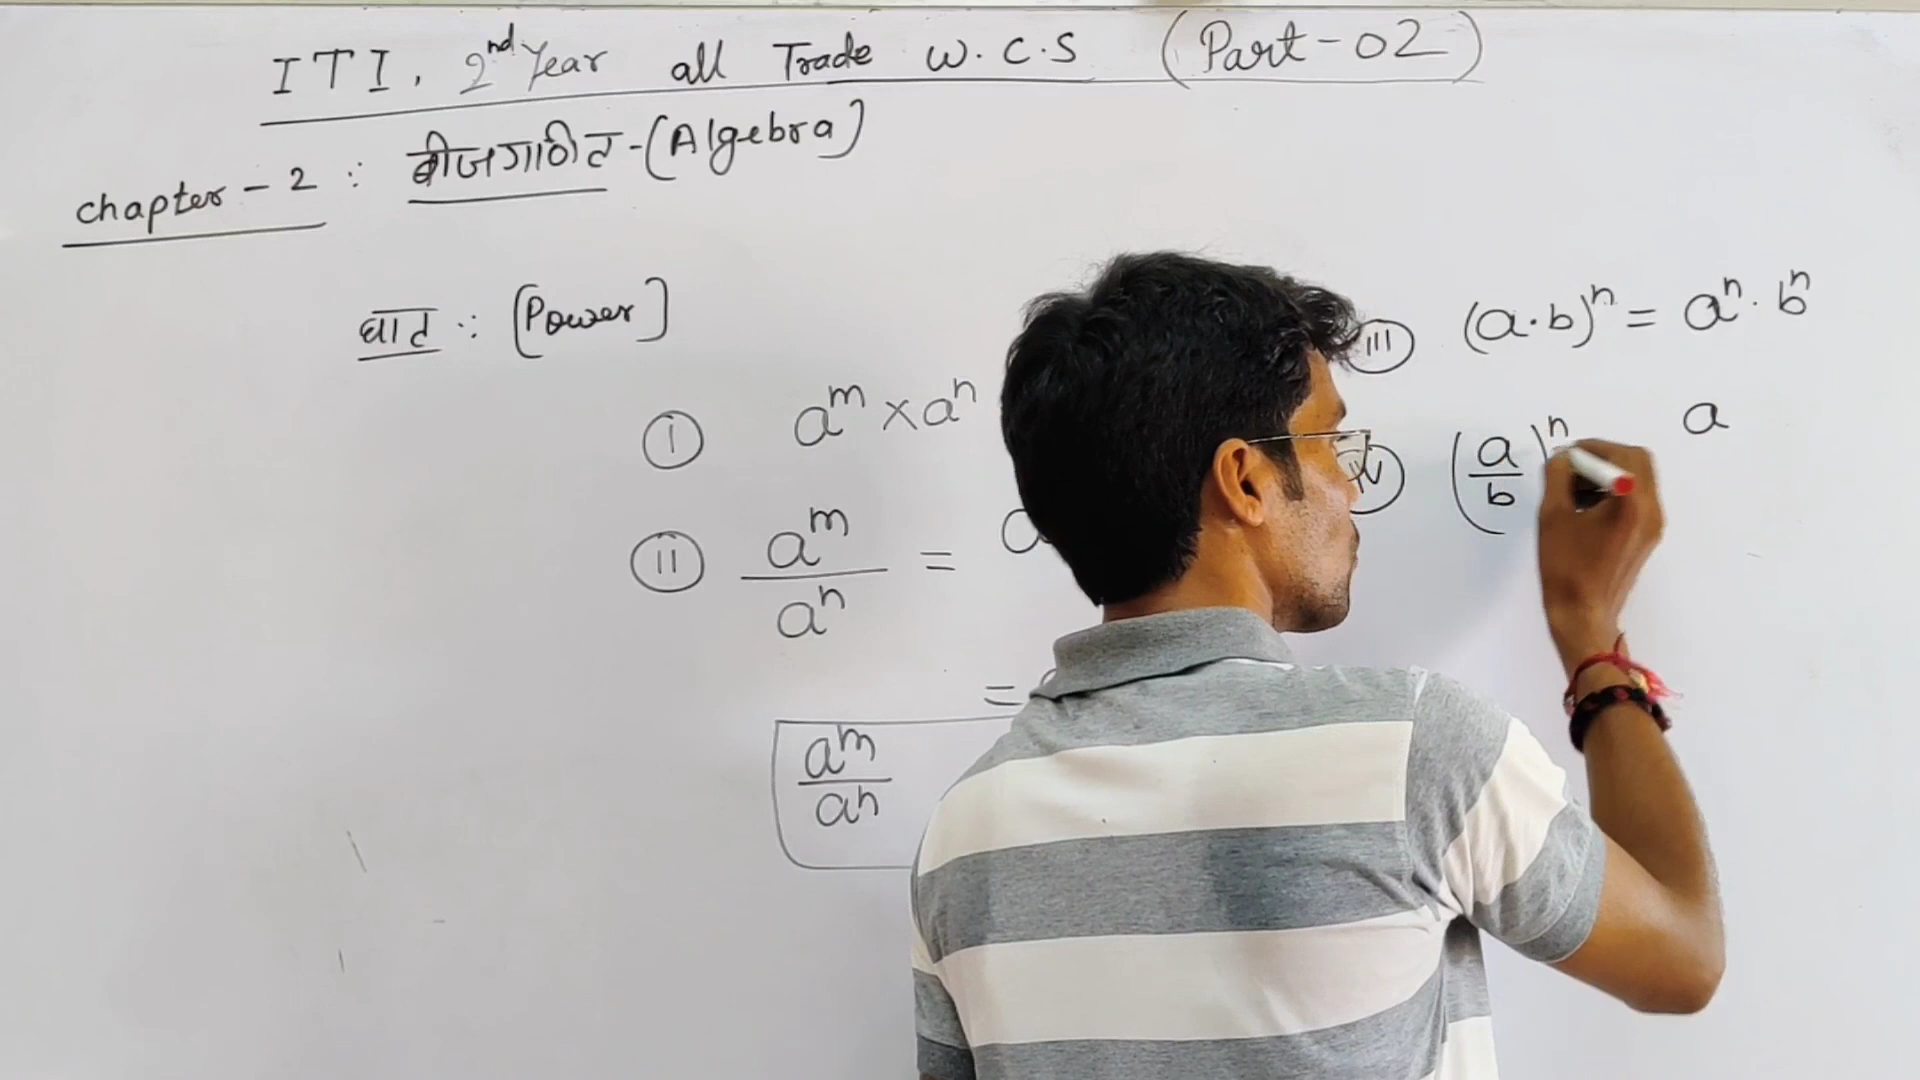 ITI, 2nd Year all Trade W.C.S (Part-02)
Chapter-2 : बीजगणित-(Algebra)
घात : [Power]
(i) a^m × a^n
(ii) a^m / a^n = a
=
a^m / a^n
(iii) (a·b)^n = a^n · b^n
(iv) (a/b)^n a